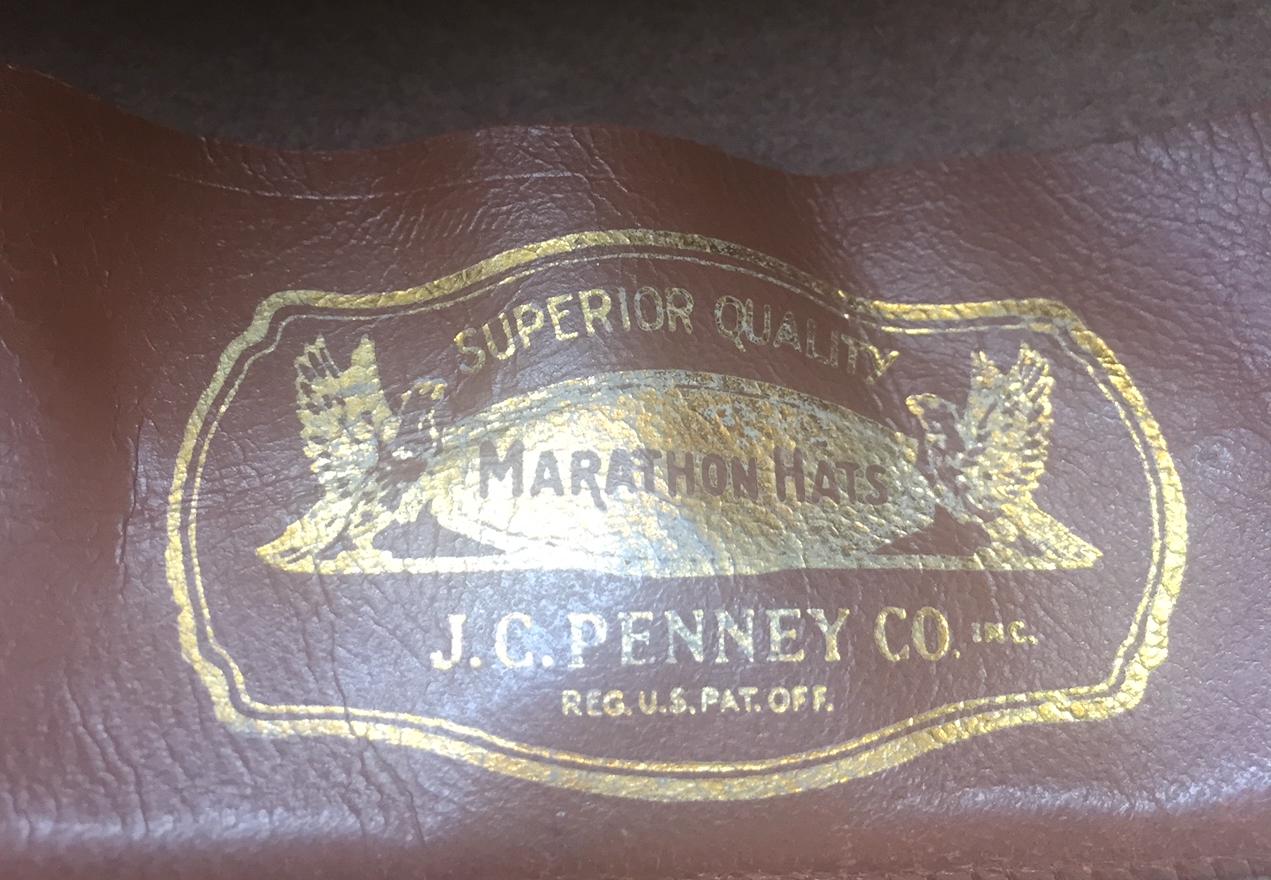 SUPERIOR QUALITY
MARATHON HATS
J.C. PENNEY CO. INC.
REG. U.S. PAT. OFF.